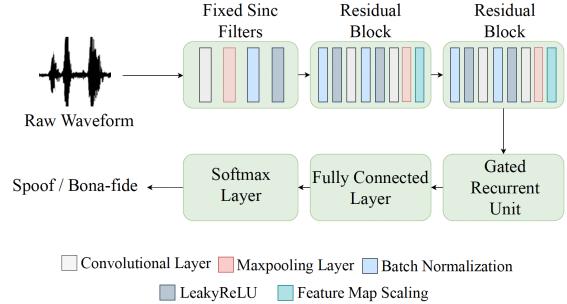 Fixed Sinc
Filters
Residual
Block
Residual
Block
Raw Waveform
Spoof / Bona-fide
Softmax
Layer
Fully Connected
Layer
Gated
Recurrent
Unit
Convolutional Layer
Maxpooling Layer
Batch Normalization
LeakyReLU
Feature Map Scaling